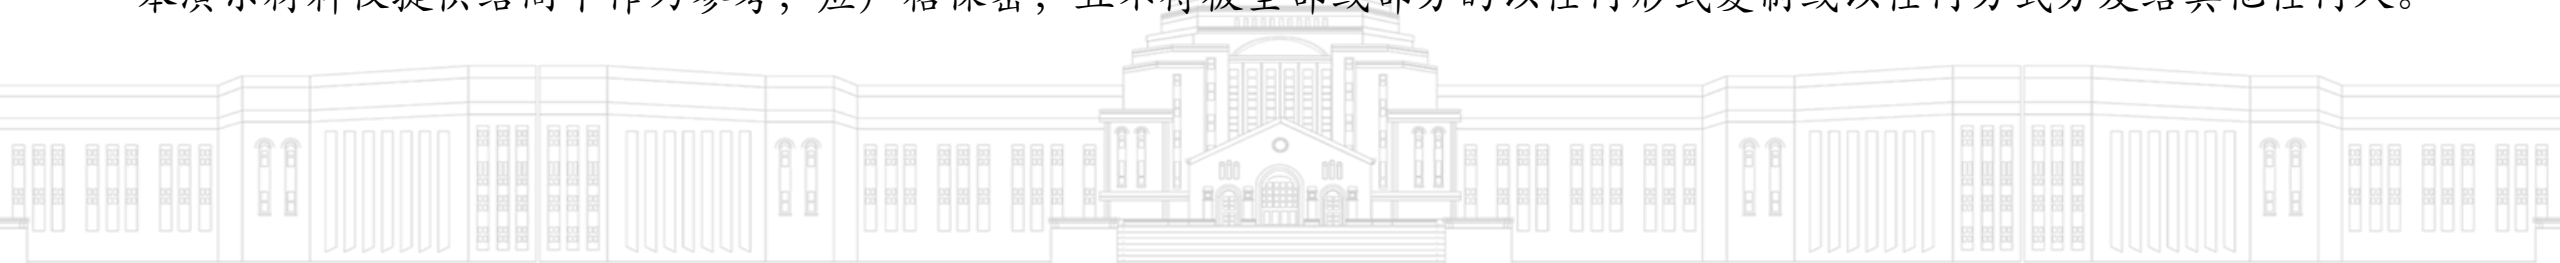 本演示材料仅提供给阁下作为参考，应严格保密，且不得被全部或部分的以任何形式复制或以任何方式分发给其他任何人。